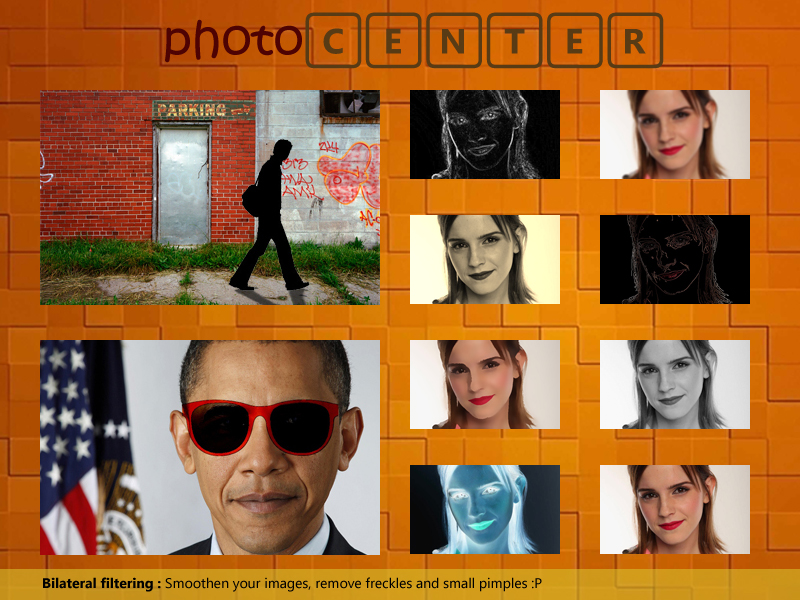 photoCENTER
PARKING
Bilateral filtering : Smoothen your images, remove freckles and small pimples :P